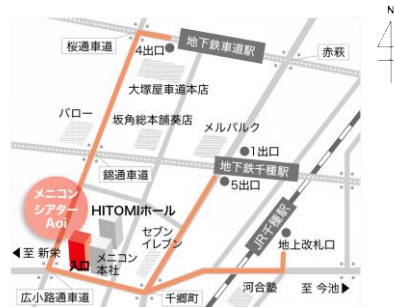 N
桜通車道
地下鉄車道駅
4出口
赤萩
大塚屋車道本店
バロー
坂角総本舗葵店
メルパルク
1出口
地下鉄千種駅
錦通車道
5出口
メニコン
シアター
Aoi
HITOMIホール
JR千種駅
地上改札口
セブン
イレブン
至 新栄
入口
メニコン
本社
河合塾
至 今池
広小路通車道
千郷町